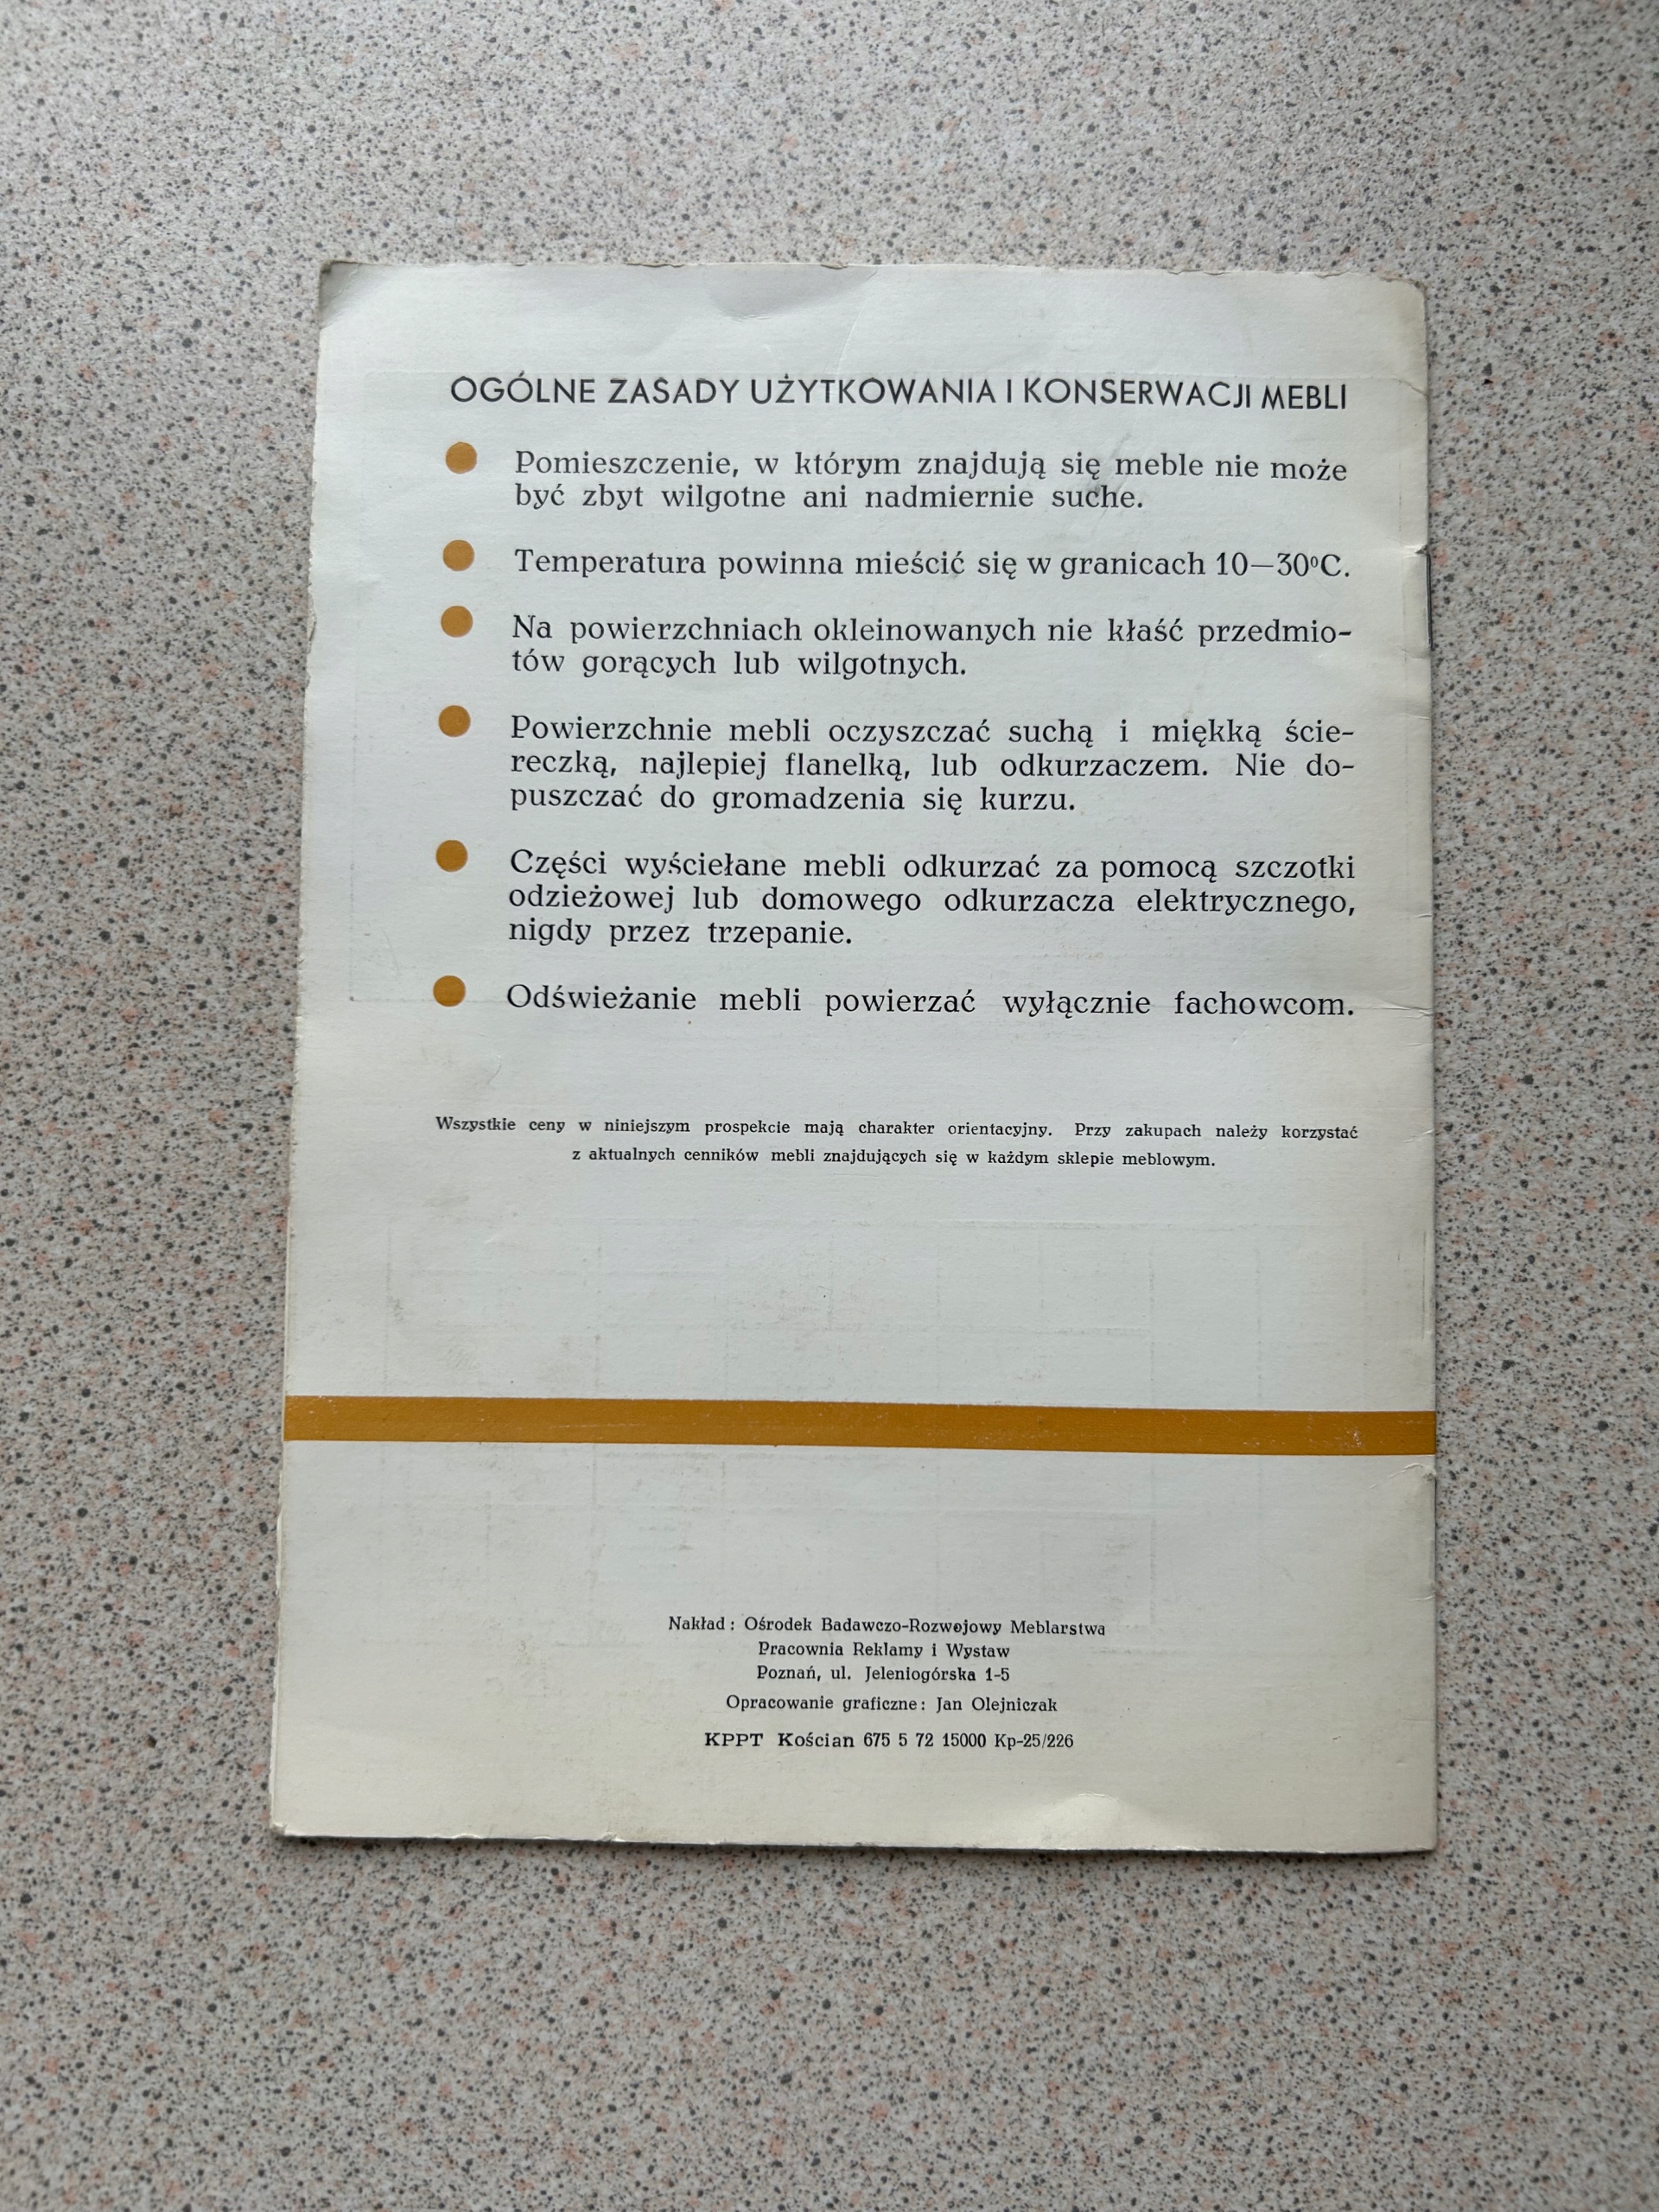 OGÓLNE ZASADY UŻYTKOWANIA I KONSERWACJI MEBLI
Pomieszczenie, w którym znajdują się meble nie może
być zbyt wilgotne ani nadmiernie suche.
Temperatura powinna mieścić się w granicach 10—30°C.
Na powierzchniach okleinowanych nie kłaść przedmio-
tów gorących lub wilgotnych.
Powierzchnie mebli oczyszczać suchą i miękką ście-
reczką, najlepiej flanelką, lub odkurzaczem. Nie do-
puszczać do gromadzenia się kurzu.
Części wyściełane mebli odkurzać za pomocą szczotki
odzieżowej lub domowego odkurzacza elektrycznego,
nigdy przez trzepanie.
Odświeżanie mebli powierzać wyłącznie fachowcom.
Wszystkie ceny w niniejszym prospekcie mają charakter orientacyjny. Przy zakupach należy korzystać
z aktualnych cenników mebli znajdujących się w każdym sklepie meblowym.
Nakład: Ośrodek Badawczo-Rozwojowy Meblarstwa
Pracownia Reklamy i Wystaw
Poznań, ul. Jeleniogórska 1-5
Opracowanie graficzne: Jan Olejniczak
KPPT Kościan 675 5 72 15000 Kp-25/226